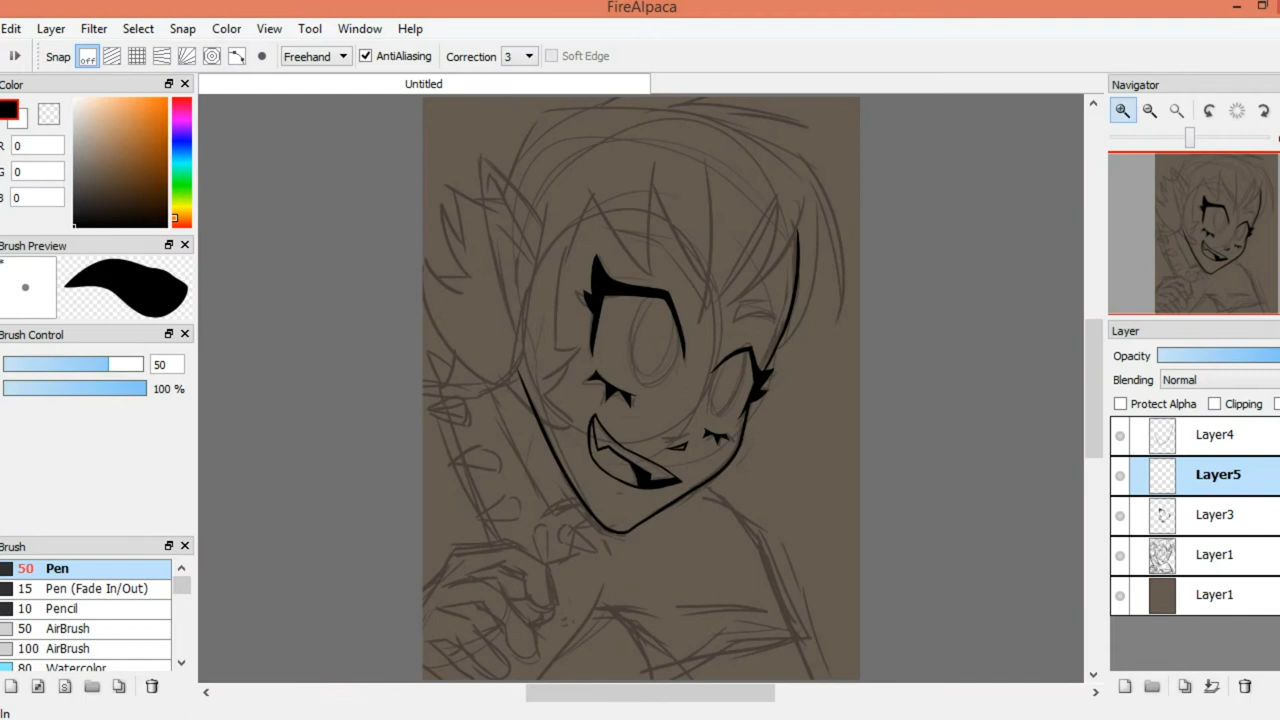 FireAlpaca
Edit Layer Filter Select Snap Color View Tool Window Help
Snap off Freehand AntiAliasing Correction 3 Soft Edge
Color
Untitled
Navigator
R 0
G 0
B 0
Brush Preview
Brush Control
50
100 %
Layer
Opacity
Blending Normal
Protect Alpha Clipping
Layer4
Layer5
Layer3
Layer1
Layer1
Brush
50 Pen
15 Pen (Fade In/Out)
10 Pencil
50 AirBrush
100 AirBrush
80 Watercolor
In